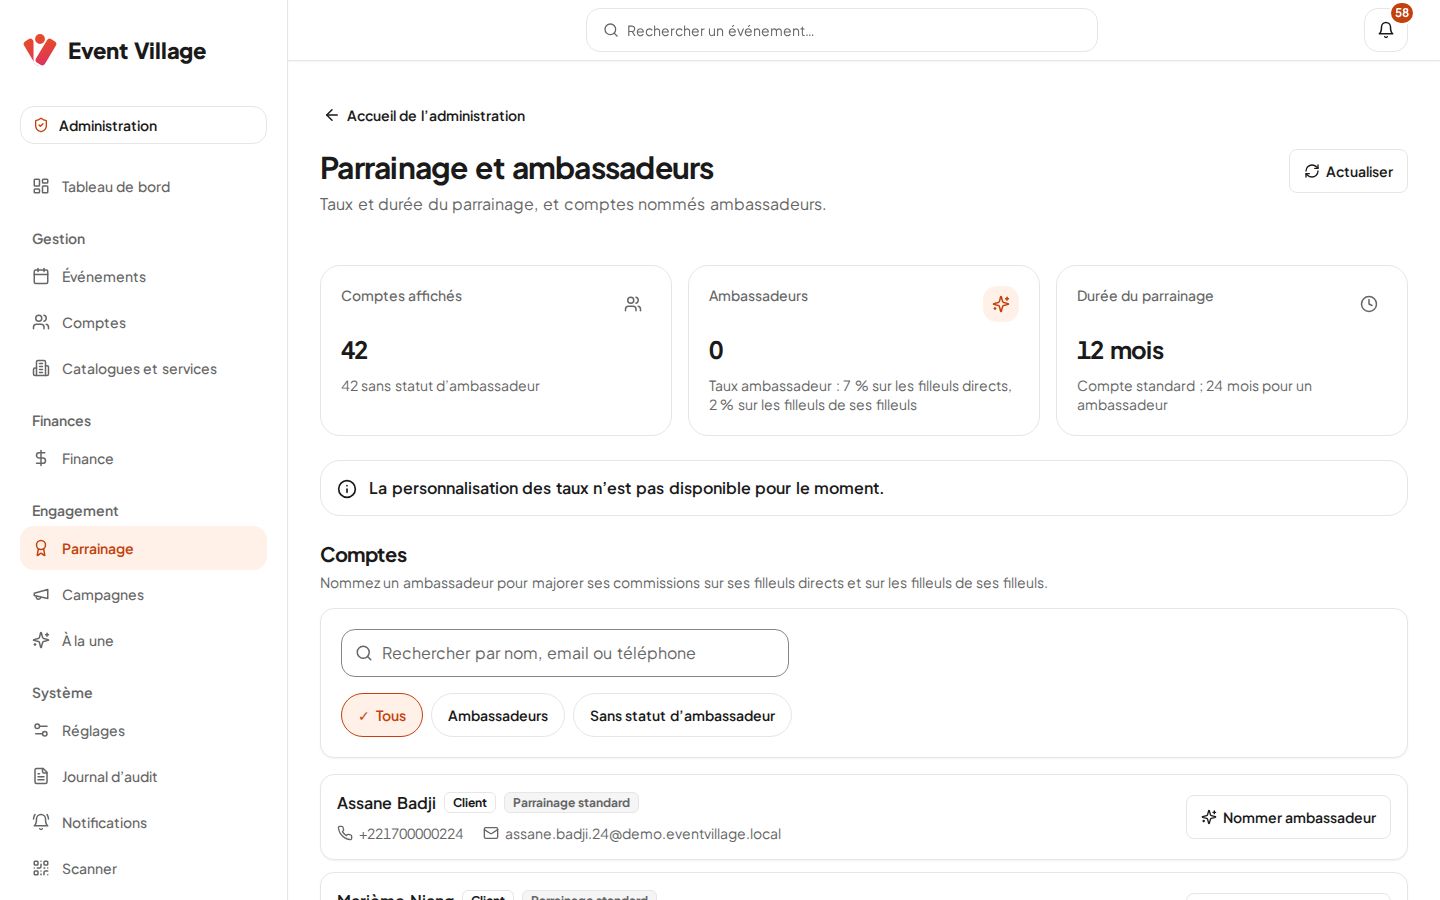 Event Village
Rechercher un événement…
58
Administration
Tableau de bord
Gestion
Événements
Comptes
Catalogues et services
Finances
Finance
Engagement
Parrainage
Campagnes
À la une
Système
Réglages
Journal d’audit
Notifications
Scanner
Accueil de l’administration
Parrainage et ambassadeurs
Taux et durée du parrainage, et comptes nommés ambassadeurs.
Actualiser
Comptes affichés
42
42 sans statut d’ambassadeur
Ambassadeurs
0
Taux ambassadeur : 7 % sur les filleuls directs,
2 % sur les filleuls de ses filleuls
Durée du parrainage
12 mois
Compte standard ; 24 mois pour un
ambassadeur
La personnalisation des taux n’est pas disponible pour le moment.
Comptes
Nommez un ambassadeur pour majorer ses commissions sur ses filleuls directs et sur les filleuls de ses filleuls.
Rechercher par nom, email ou téléphone
✓ Tous
Ambassadeurs
Sans statut d’ambassadeur
Assane Badji Client Parrainage standard
+221700000224 assane.badji.24@demo.eventvillage.local
Nommer ambassadeur
Client Parrainage standard